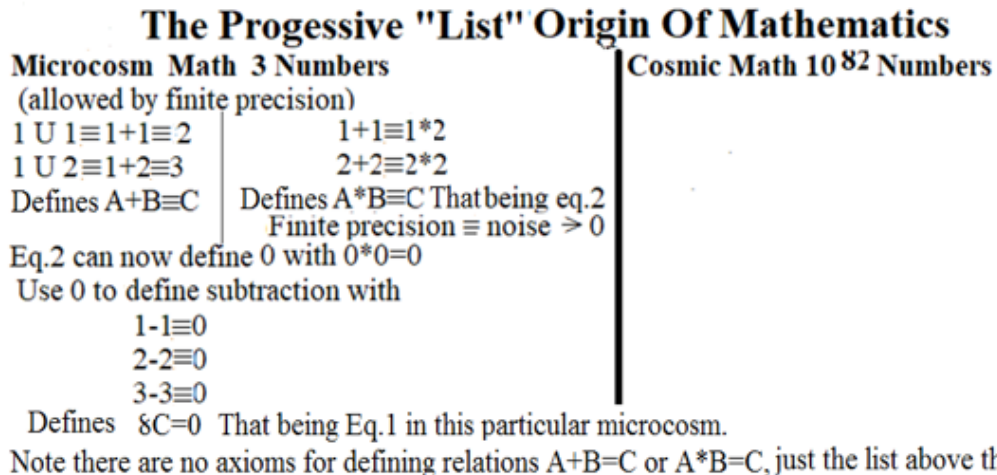 The Progessive "List" Origin Of Mathematics
Microcosm Math 3 Numbers
Cosmic Math 10⁸² Numbers
(allowed by finite precision)
1 U 1≡1+1≡2
1 U 2≡1+2≡3
Defines A+B≡C
1+1≡1*2
2+2≡2*2
Defines A*B≡C That being eq.2
Finite precision ≡ noise > 0
Eq.2 can now define 0 with 0*0=0
Use 0 to define subtraction with
1-1≡0
2-2≡0
3-3≡0
Defines δC=0 That being Eq.1 in this particular microcosm.
Note there are no axioms for defining relations A+B=C or A*B=C, just the list above